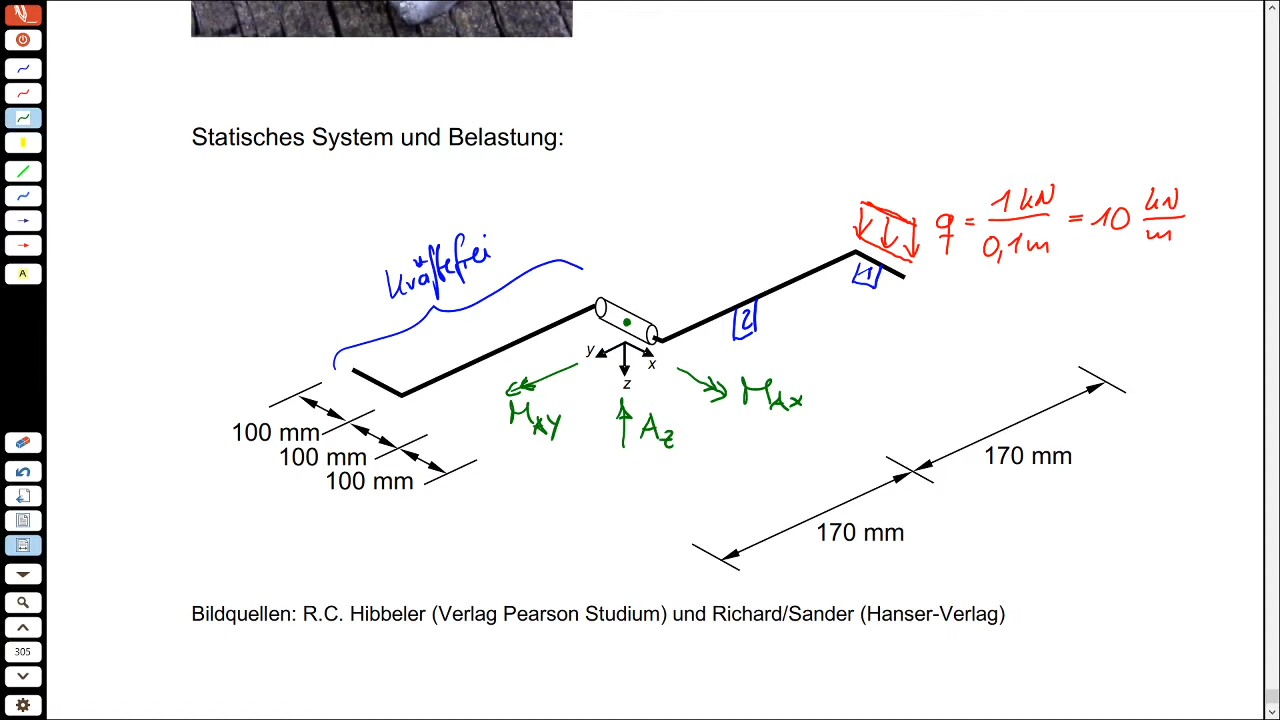 Statisches System und Belastung:
q = 1 kN / 0,1 m = 10 kN / m
kräftefrei
1
2
y
x
z
M_AY
A_z
M_AX
100 mm
100 mm
100 mm
170 mm
170 mm
Bildquellen: R.C. Hibbeler (Verlag Pearson Studium) und Richard/Sander (Hanser-Verlag)
A
305